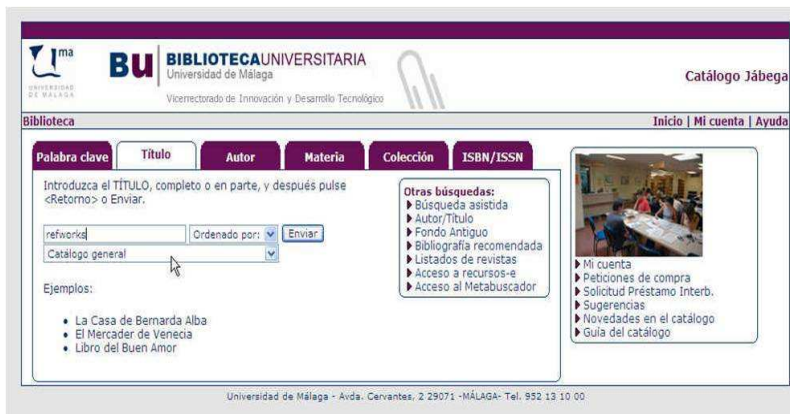 uma
UNIVERSIDAD
DE MÁLAGA
Bu
BIBLIOTECAUNIVERSITARIA
Universidad de Málaga
Vicerrectorado de Innovación y Desarrollo Tecnológico
Catálogo Jábega
Biblioteca
Inicio | Mi cuenta | Ayuda
Palabra clave
Título
Autor
Materia
Colección
ISBN/ISSN
Introduzca el TÍTULO, completo o en parte, y después pulse
<Retorno> o Enviar.
refworks
Ordenado por:
Enviar
Catálogo general
Ejemplos:
La Casa de Bernarda Alba
El Mercader de Venecia
Libro del Buen Amor
Otras búsquedas:
Búsqueda asistida
Autor/Título
Fondo Antiguo
Bibliografía recomendada
Listados de revistas
Acceso a recursos-e
Acceso al Metabuscador
Mi cuenta
Peticiones de compra
Solicitud Préstamo Interb.
Sugerencias
Novedades en el catálogo
Guía del catálogo
Universidad de Málaga - Avda. Cervantes, 2 29071 -MÁLAGA- Tel. 952 13 10 00